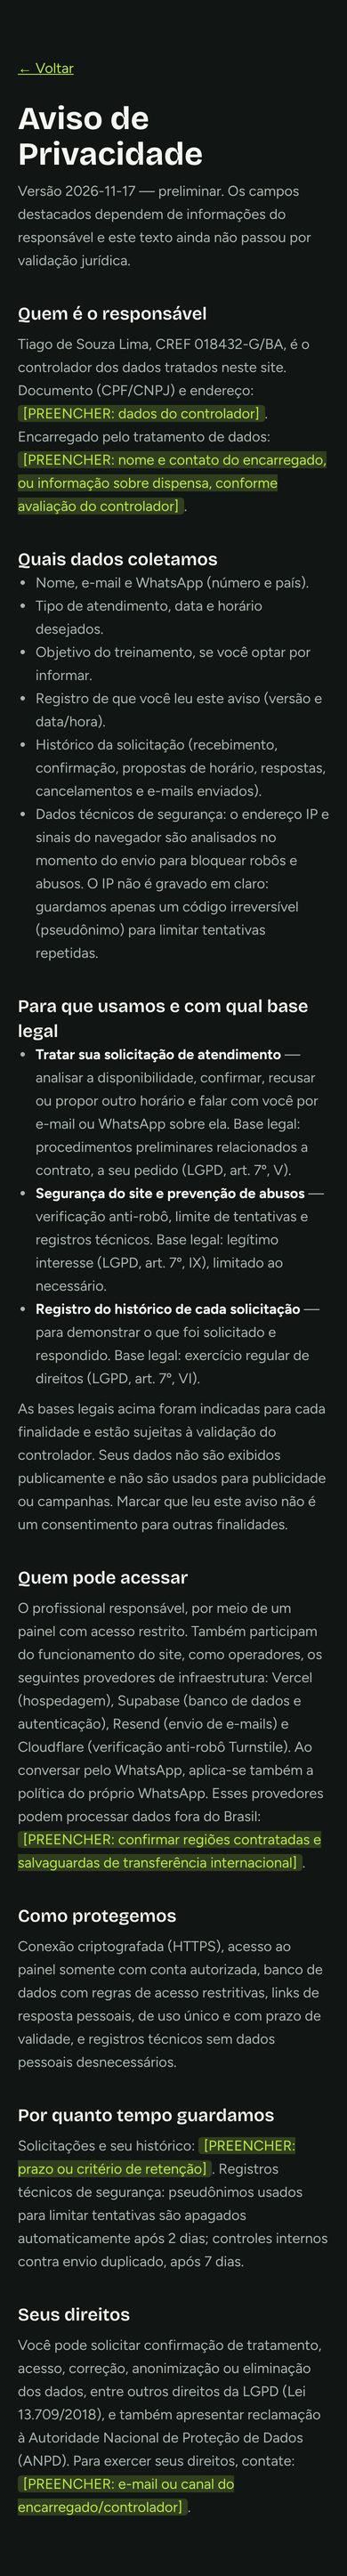 ← Voltar
Aviso de
Privacidade
Versão 2026-11-17 — preliminar. Os campos
destacados dependem de informações do
responsável e este texto ainda não passou por
validação jurídica.
Quem é o responsável
Tiago de Souza Lima, CREF 018432-G/BA, é o
controlador dos dados tratados neste site.
Documento (CPF/CNPJ) e endereço:
[PREENCHER: dados do controlador] .
Encarregado pelo tratamento de dados:
[PREENCHER: nome e contato do encarregado,
ou informação sobre dispensa, conforme
avaliação do controlador] .
Quais dados coletamos
• Nome, e-mail e WhatsApp (número e país).
• Tipo de atendimento, data e horário
desejados.
• Objetivo do treinamento, se você optar por
informar.
• Registro de que você leu este aviso (versão e
data/hora).
• Histórico da solicitação (recebimento,
confirmação, propostas de horário, respostas,
cancelamentos e e-mails enviados).
• Dados técnicos de segurança: o endereço IP e
sinais do navegador são analisados no
momento do envio para bloquear robôs e
abusos. O IP não é gravado em claro:
guardamos apenas um código irreversível
(pseudônimo) para limitar tentativas
repetidas.
Para que usamos e com qual base
legal
• Tratar sua solicitação de atendimento —
analisar a disponibilidade, confirmar, recusar
ou propor outro horário e falar com você por
e-mail ou WhatsApp sobre ela. Base legal:
procedimentos preliminares relacionados a
contrato, a seu pedido (LGPD, art. 7º, V).
• Segurança do site e prevenção de abusos —
verificação anti-robô, limite de tentativas e
registros técnicos. Base legal: legítimo
interesse (LGPD, art. 7º, IX), limitado ao
necessário.
• Registro do histórico de cada solicitação —
para demonstrar o que foi solicitado e
respondido. Base legal: exercício regular de
direitos (LGPD, art. 7º, VI).
As bases legais acima foram indicadas para cada
finalidade e estão sujeitas à validação do
controlador. Seus dados não são exibidos
publicamente e não são usados para publicidade
ou campanhas. Marcar que leu este aviso não é
um consentimento para outras finalidades.
Quem pode acessar
O profissional responsável, por meio de um
painel com acesso restrito. Também participam
do funcionamento do site, como operadores, os
seguintes provedores de infraestrutura: Vercel
(hospedagem), Supabase (banco de dados e
autenticação), Resend (envio de e-mails) e
Cloudflare (verificação anti-robô Turnstile). Ao
conversar pelo WhatsApp, aplica-se também a
política do próprio WhatsApp. Esses provedores
podem processar dados fora do Brasil:
[PREENCHER: confirmar regiões contratadas e
salvaguardas de transferência internacional] .
Como protegemos
Conexão criptografada (HTTPS), acesso ao
painel somente com conta autorizada, banco de
dados com regras de acesso restritivas, links de
resposta pessoais, de uso único e com prazo de
validade, e registros técnicos sem dados
pessoais desnecessários.
Por quanto tempo guardamos
Solicitações e seu histórico: [PREENCHER:
prazo ou critério de retenção] . Registros
técnicos de segurança: pseudônimos usados
para limitar tentativas são apagados
automaticamente após 2 dias; controles internos
contra envio duplicado, após 7 dias.
Seus direitos
Você pode solicitar confirmação de tratamento,
acesso, correção, anonimização ou eliminação
dos dados, entre outros direitos da LGPD (Lei
13.709/2018), e também apresentar reclamação
à Autoridade Nacional de Proteção de Dados
(ANPD). Para exercer seus direitos, contate:
[PREENCHER: e-mail ou canal do
encarregado/controlador] .